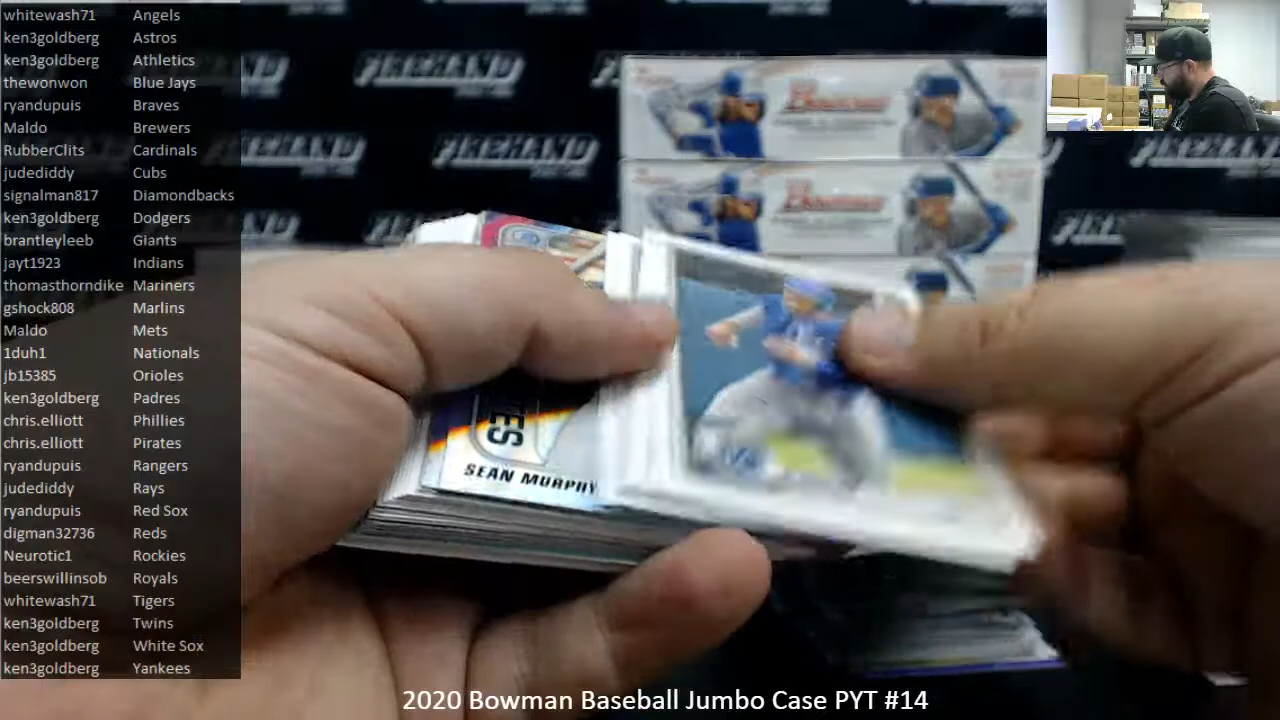 whitewash71 Angels
ken3goldberg Astros
ken3goldberg Athletics
thewonwon Blue Jays
ryandupuis Braves
Maldo Brewers
RubberClits Cardinals
judediddy Cubs
signalman817 Diamondbacks
ken3goldberg Dodgers
brantleyleeb Giants
jayt1923 Indians
thomasthorndike Mariners
gshock808 Marlins
Maldo Mets
1duh1 Nationals
jb15385 Orioles
ken3goldberg Padres
chris.elliott Phillies
chris.elliott Pirates
ryandupuis Rangers
judediddy Rays
ryandupuis Red Sox
digman32736 Reds
Neurotic1 Rockies
beerswillinsob Royals
whitewash71 Tigers
ken3goldberg Twins
ken3goldberg White Sox
ken3goldberg Yankees
FIREHAND
FIREHAND
FIREHAND
Bowman
Bowman
SEAN MURPHY
2020 Bowman Baseball Jumbo Case PYT #14